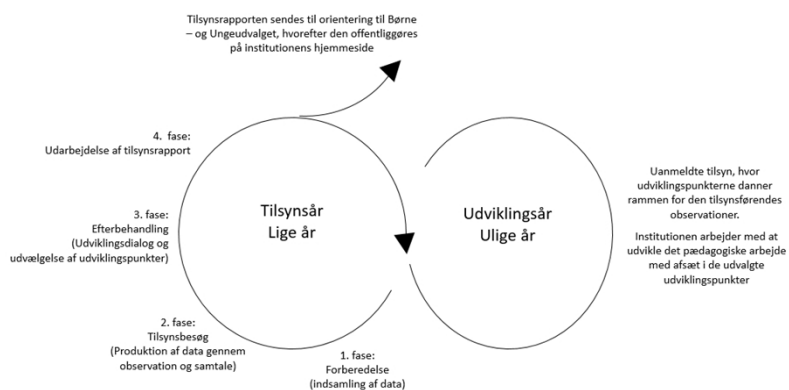 Tilsynsrapporten sendes til orientering til Børne
– og Ungeudvalget, hvorefter den offentliggøres
på institutionens hjemmeside
4. fase:
Udarbejdelse af tilsynsrapport
3. fase:
Efterbehandling
(Udviklingsdialog og
udvælgelse af udviklingspunkter)
2. fase:
Tilsynsbesøg
(Produktion af data gennem
observation og samtale)
1. fase:
Forberedelse
(indsamling af data)
Tilsynsår
Lige år
Udviklingsår
Ulige år
Uanmeldte tilsyn, hvor
udviklingspunkterne danner
rammen for den tilsynsførendes
observationer.
Institutionen arbejder med at
udvikle det pædagogiske arbejde
med afsæt i de udvalgte
udviklingspunkter